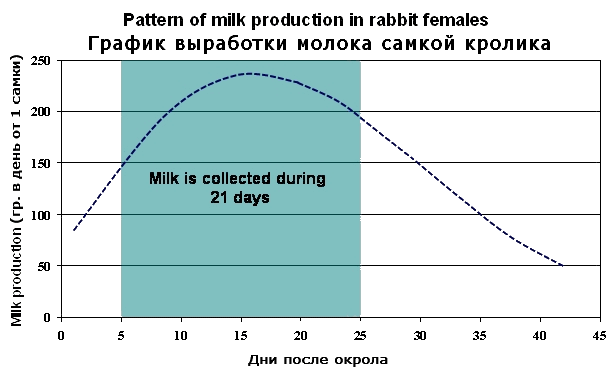 Pattern of milk production in rabbit females
График выработки молока самкой кролика
Milk production (гр. в день от 1 самки)
250
200
150
100
50
0
Milk is collected during
21 days
0 5 10 15 20 25 30 35 40 45
Дни после окрола